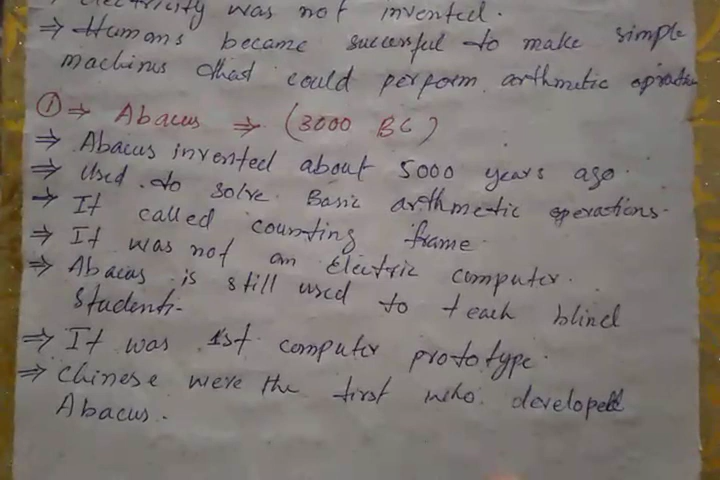 Electricity was not invented.
⇒ Humans became successful to make simple
machines that could perform arthmetic opration
① ⇒ Abacus ⇒ (3000 BC)
⇒ Abacus invented about 5000 years ago.
⇒ Used to solve Basic arthmetic operations.
⇒ It called counting frame.
⇒ It was not an Electric computer.
⇒ Abacus is still used to teach blind
students.
⇒ It was 1st computer prototype.
⇒ Chinese were the first who developed
Abacus.